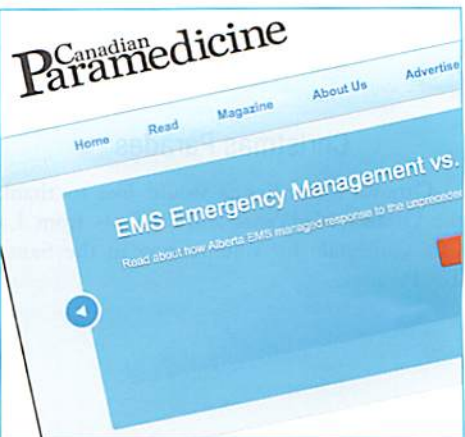 Canadian
Paramedicine
Home Read Magazine About Us Advertise
EMS Emergency Management vs.
Read about how Alberta EMS managed response to the unprecede